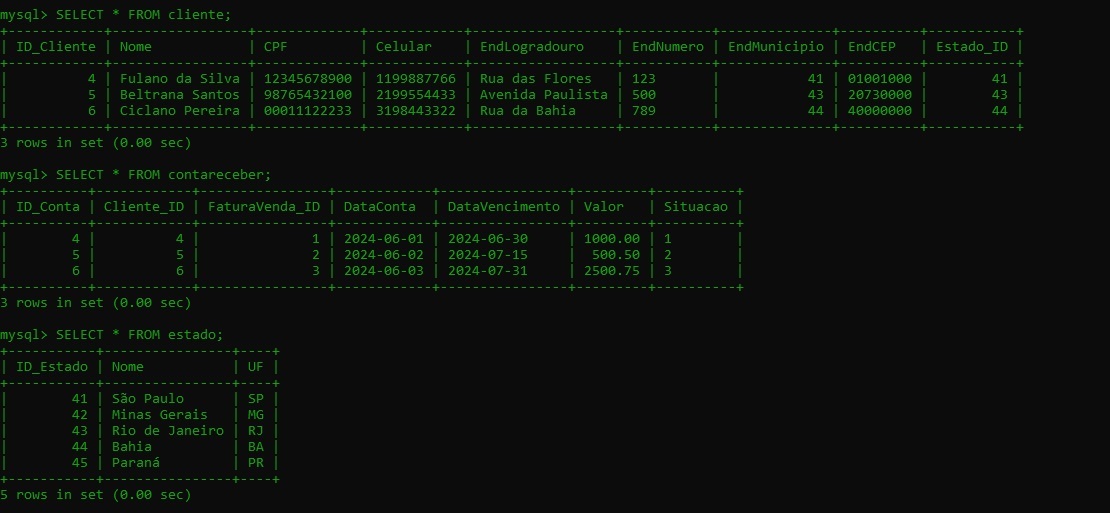 mysql> SELECT * FROM cliente;
+------------+-----------------+-------------+------------+------------------+-----------+--------------+----------+-----------+
| ID_Cliente | Nome            | CPF         | Celular    | EndLogradouro    | EndNumero | EndMunicipio | EndCEP   | Estado_ID |
+------------+-----------------+-------------+------------+------------------+-----------+--------------+----------+-----------+
|          4 | Fulano da Silva | 12345678900 | 1199887766 | Rua das Flores   | 123       |           41 | 01001000 |        41 |
|          5 | Beltrana Santos | 98765432100 | 2199554433 | Avenida Paulista | 500       |           43 | 20730000 |        43 |
|          6 | Ciclano Pereira | 00011122233 | 3198443322 | Rua da Bahia     | 789       |           44 | 40000000 |        44 |
+------------+-----------------+-------------+------------+------------------+-----------+--------------+----------+-----------+
3 rows in set (0.00 sec)
mysql> SELECT * FROM contareceber;
+----------+------------+----------------+------------+----------------+---------+----------+
| ID_Conta | Cliente_ID | FaturaVenda_ID | DataConta  | DataVencimento | Valor   | Situacao |
+----------+------------+----------------+------------+----------------+---------+----------+
|        4 |          4 |              1 | 2024-06-01 | 2024-06-30     | 1000.00 | 1        |
|        5 |          5 |              2 | 2024-06-02 | 2024-07-15     |  500.50 | 2        |
|        6 |          6 |              3 | 2024-06-03 | 2024-07-31     | 2500.75 | 3        |
+----------+------------+----------------+------------+----------------+---------+----------+
3 rows in set (0.00 sec)
mysql> SELECT * FROM estado;
+-----------+----------------+----+
| ID_Estado | Nome           | UF |
+-----------+----------------+----+
|        41 | São Paulo      | SP |
|        42 | Minas Gerais   | MG |
|        43 | Rio de Janeiro | RJ |
|        44 | Bahia          | BA |
|        45 | Paraná         | PR |
+-----------+----------------+----+
5 rows in set (0.00 sec)